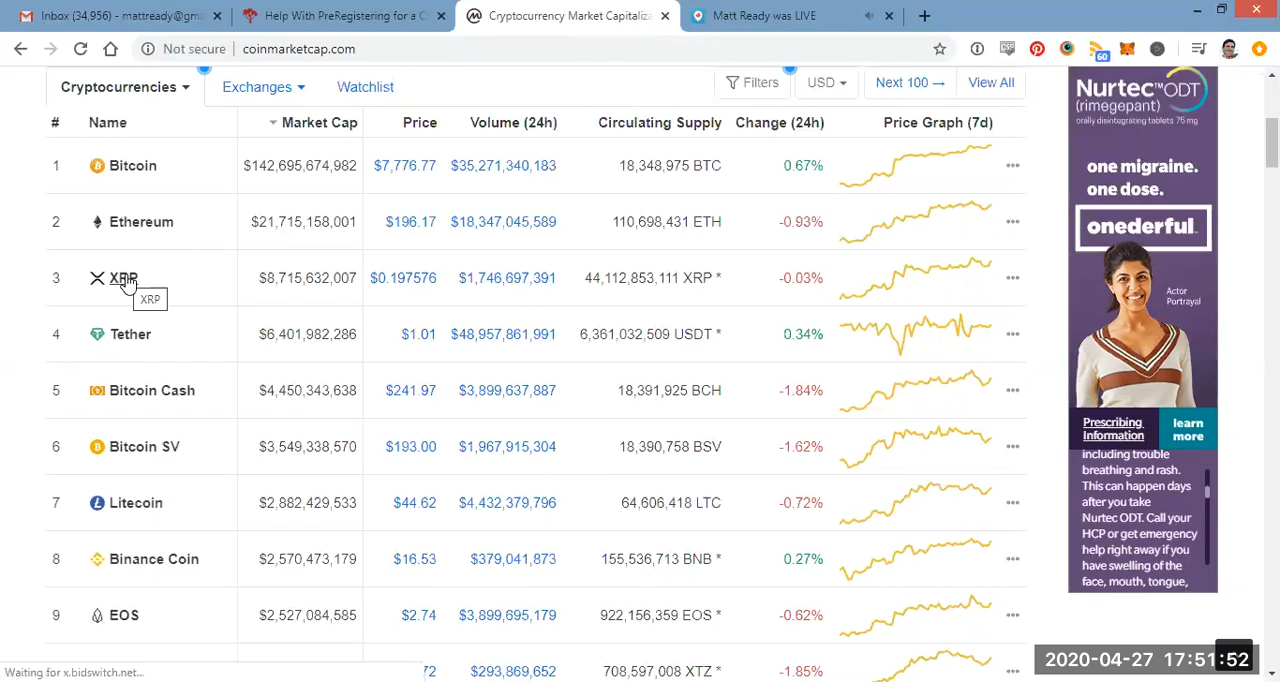 Inbox (34,956) - mattready@gma
Help With PreRegistering for a C
Cryptocurrency Market Capitaliza
Matt Ready was LIVE
Not secure
coinmarketcap.com
60
Cryptocurrencies
Exchanges
Watchlist
Filters
USD
Next 100 →
View All
# Name Market Cap Price Volume (24h) Circulating Supply Change (24h) Price Graph (7d)
1 Bitcoin $142,695,674,982 $7,776.77 $35,271,340,183 18,348,975 BTC 0.67%
2 Ethereum $21,715,158,001 $196.17 $18,347,045,589 110,698,431 ETH -0.93%
3 XRP $8,715,632,007 $0.197576 $1,746,697,391 44,112,853,111 XRP * -0.03%
XRP
4 Tether $6,401,982,286 $1.01 $48,957,861,991 6,361,032,509 USDT * 0.34%
5 Bitcoin Cash $4,450,343,638 $241.97 $3,899,637,887 18,391,925 BCH -1.84%
6 Bitcoin SV $3,549,338,570 $193.00 $1,967,915,304 18,390,758 BSV -1.62%
7 Litecoin $2,882,429,533 $44.62 $4,432,379,796 64,606,418 LTC -0.72%
8 Binance Coin $2,570,473,179 $16.53 $379,041,873 155,536,713 BNB * 0.27%
9 EOS $2,527,084,585 $2.74 $3,899,695,179 922,156,359 EOS * -0.62%
72 $293,869,652 708,597,008 XTZ * -1.85%
Waiting for x.bidswitch.net...
Nurtec™ODT
(rimegepant)
orally disintegrating tablets 75 mg
one migraine.
one dose.
onederful™
Actor
Portrayal
Prescribing
Information
learn
more
including trouble
breathing and rash.
This can happen days
after you take
Nurtec ODT. Call your
HCP or get emergency
help right away if you
have swelling of the
face, mouth, tongue,
2020-04-27 17:51:52